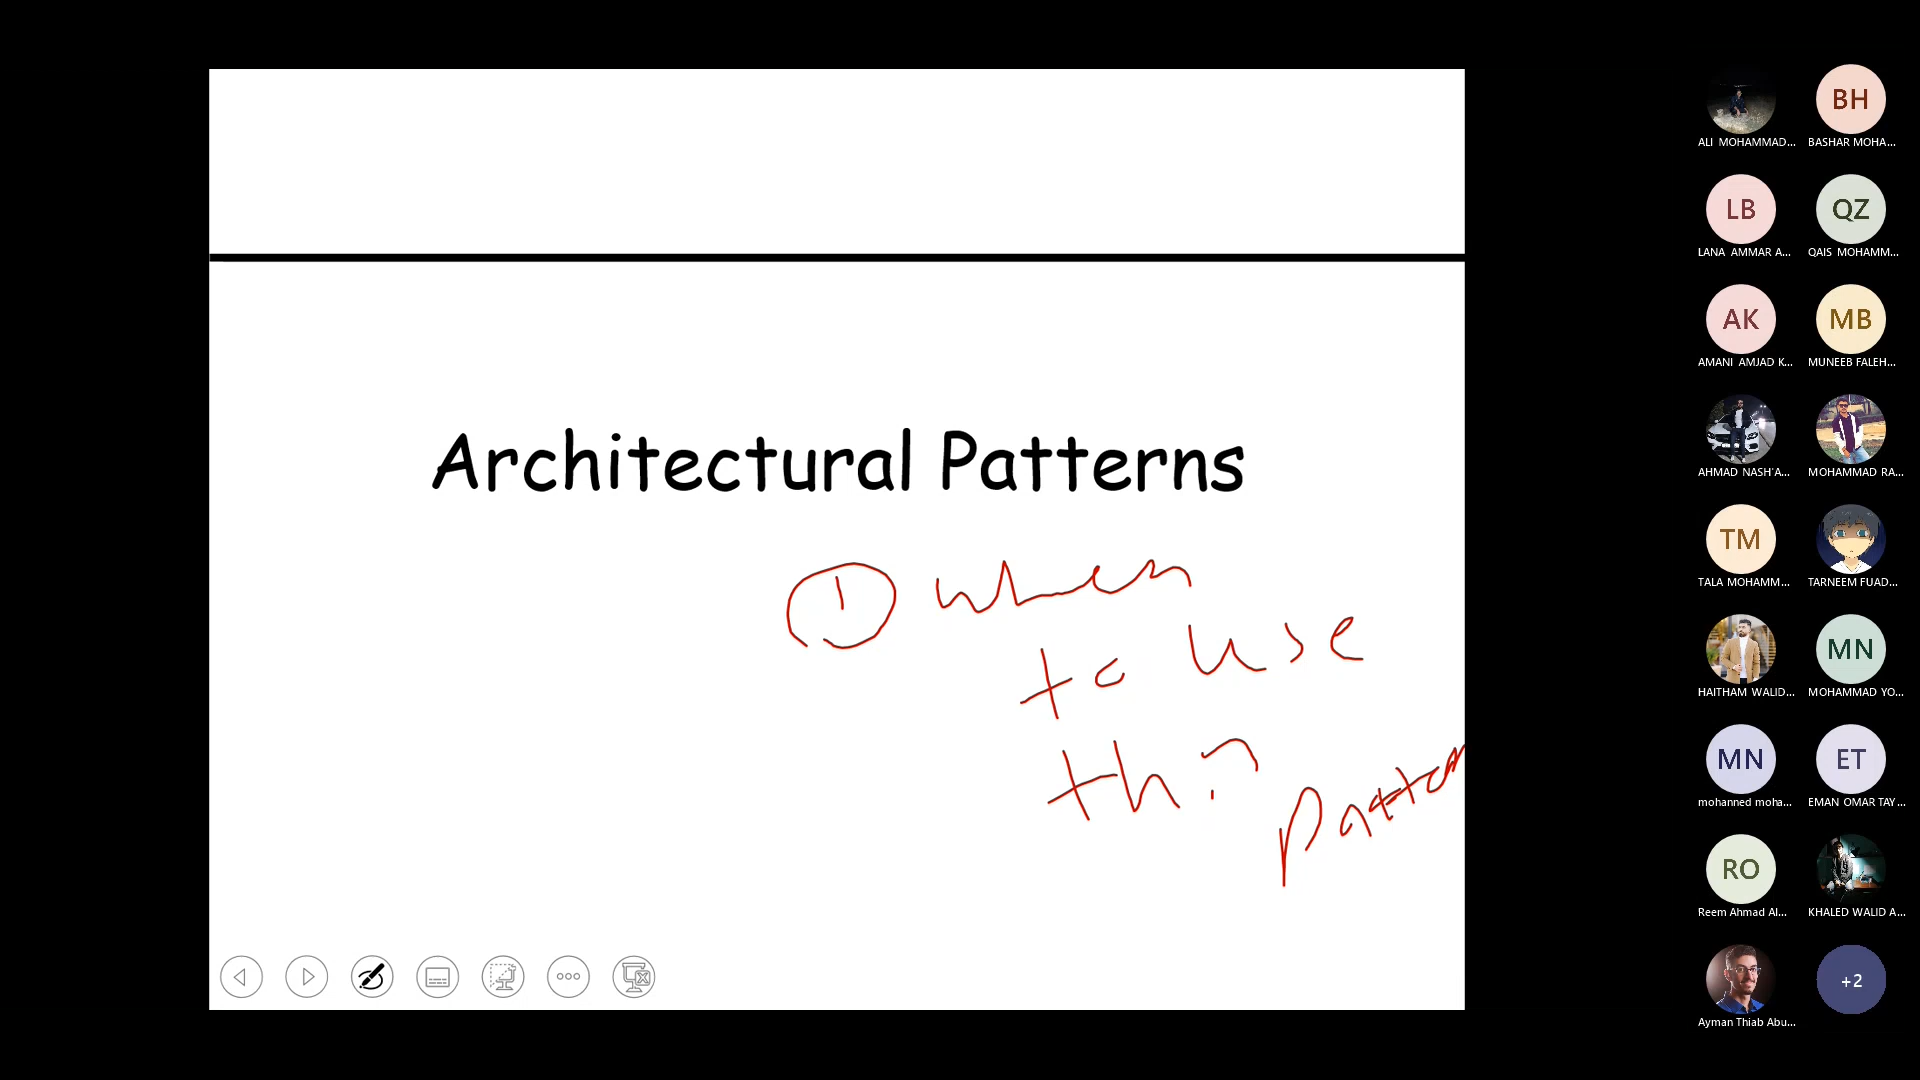 Architectural Patterns
① when
to use
th?
ALI MOHAMMAD...
BH
BASHAR MOHA...
LB
LANA AMMAR A...
QZ
QAIS MOHAMM...
AK
AMANI AMJAD K...
MB
MUNEEB FALEH...
AHMAD NASH'A...
MOHAMMAD RA...
TM
TALA MOHAMM...
TARNEEM FUAD...
HAITHAM WALID...
MN
MOHAMMAD YO...
MN
mohanned moha...
ET
EMAN OMAR TAY...
RO
Reem Ahmad Al...
KHALED WALID A...
Ayman Thiab Abu...
+2